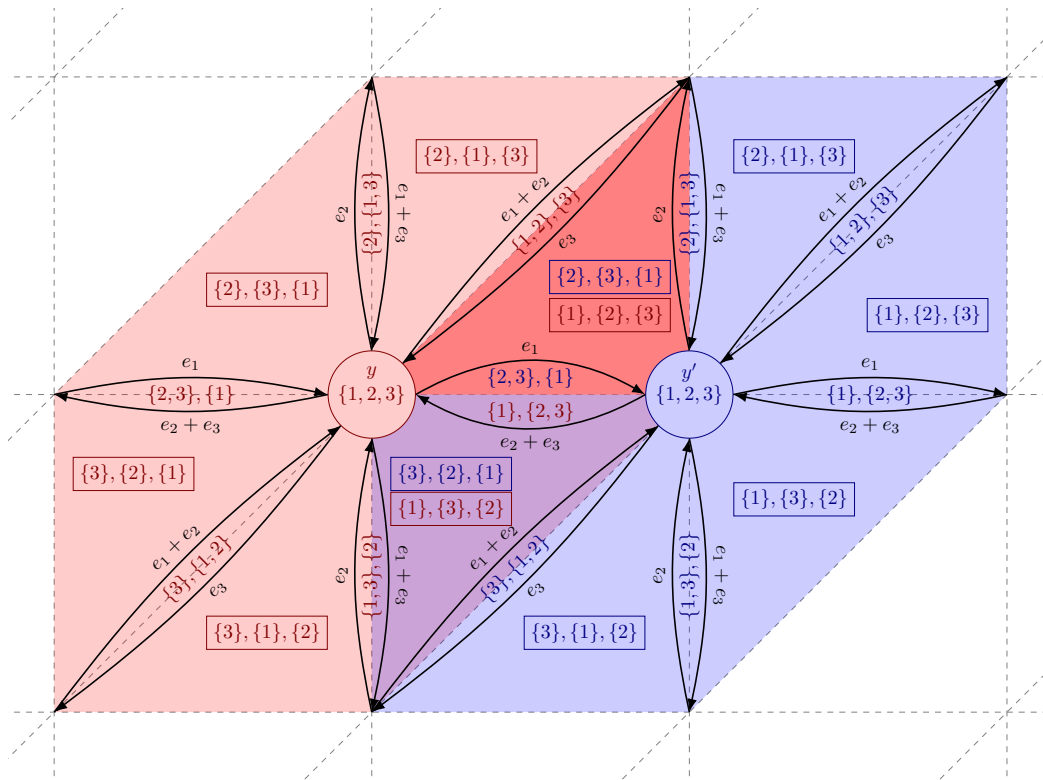 {2}, {1}, {3}
{2}, {1}, {3}
e₂
{2}, {1, 3}
e₁ + e₃
e₁ + e₂
{1, 2}, {3}
e₃
e₂
{2}, {1, 3}
e₁ + e₃
e₁ + e₂
{1, 2}, {3}
e₃
{2}, {3}, {1}
{2}, {3}, {1}
{1}, {2}, {3}
{1}, {2}, {3}
e₁
{2, 3}, {1}
e₂ + e₃
y
{1, 2, 3}
e₁
{2, 3}, {1}
{1}, {2, 3}
e₂ + e₃
y′
{1, 2, 3}
e₁
{1}, {2, 3}
e₂ + e₃
{3}, {2}, {1}
{3}, {2}, {1}
{1}, {3}, {2}
{1}, {3}, {2}
e₁ + e₂
{3}, {1, 2}
e₃
e₂
{1, 3}, {2}
e₁ + e₃
e₁ + e₂
{3}, {1, 2}
e₃
e₂
{1, 3}, {2}
e₁ + e₃
{3}, {1}, {2}
{3}, {1}, {2}